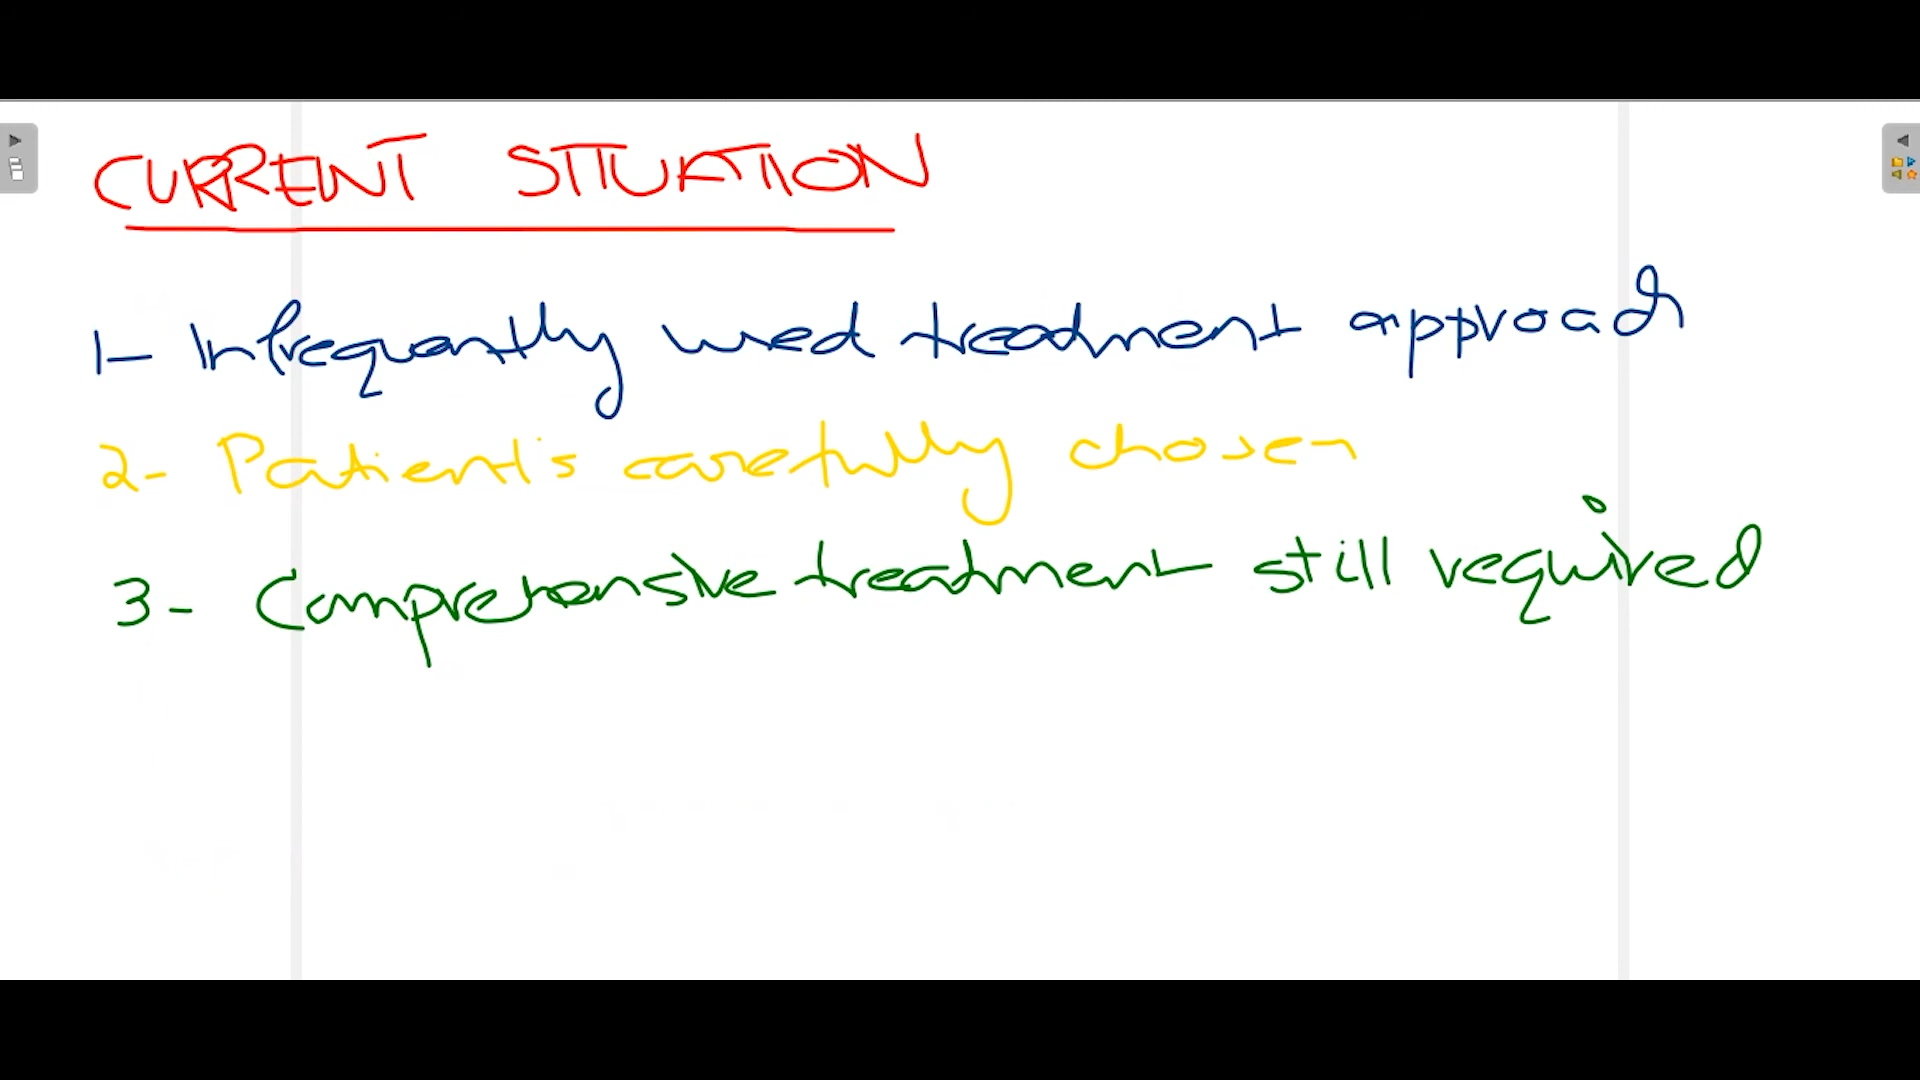 CURRENT SITUATION
1- Infrequently used treatment approach
2- Patient's carefully chosen
3- Comprehensive treatment still required